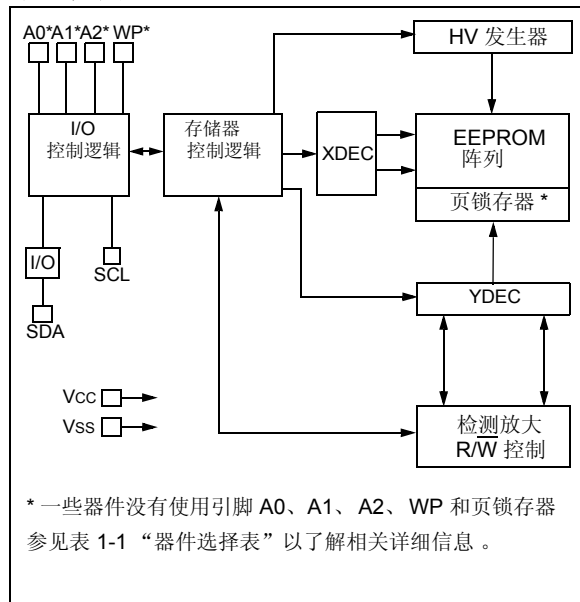 A0*A1*A2* WP*
HV 发生器
I/O
控制逻辑
存储器
控制逻辑
XDEC
EEPROM
阵列
页锁存器 *
I/O
SCL
SDA
YDEC
VCC
VSS
检测放大
R/W̅ 控制
* 一些器件没有使用引脚 A0、A1、A2、WP 和页锁存器
参见表 1-1 “器件选择表”以了解相关详细信息 。